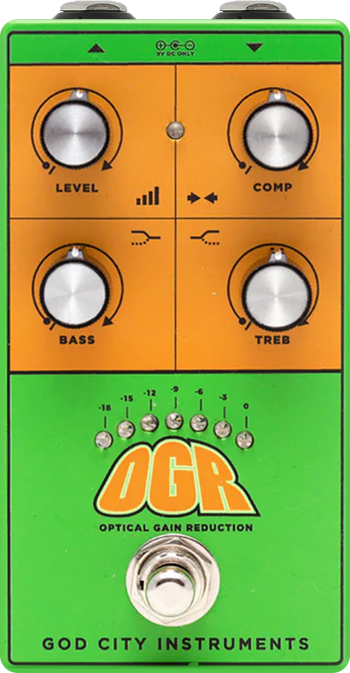 9V DC ONLY
LEVEL
COMP
BASS
TREB
-18 -15 -12 -9 -6 -3 0
OGR
OPTICAL GAIN REDUCTION
GOD CITY INSTRUMENTS